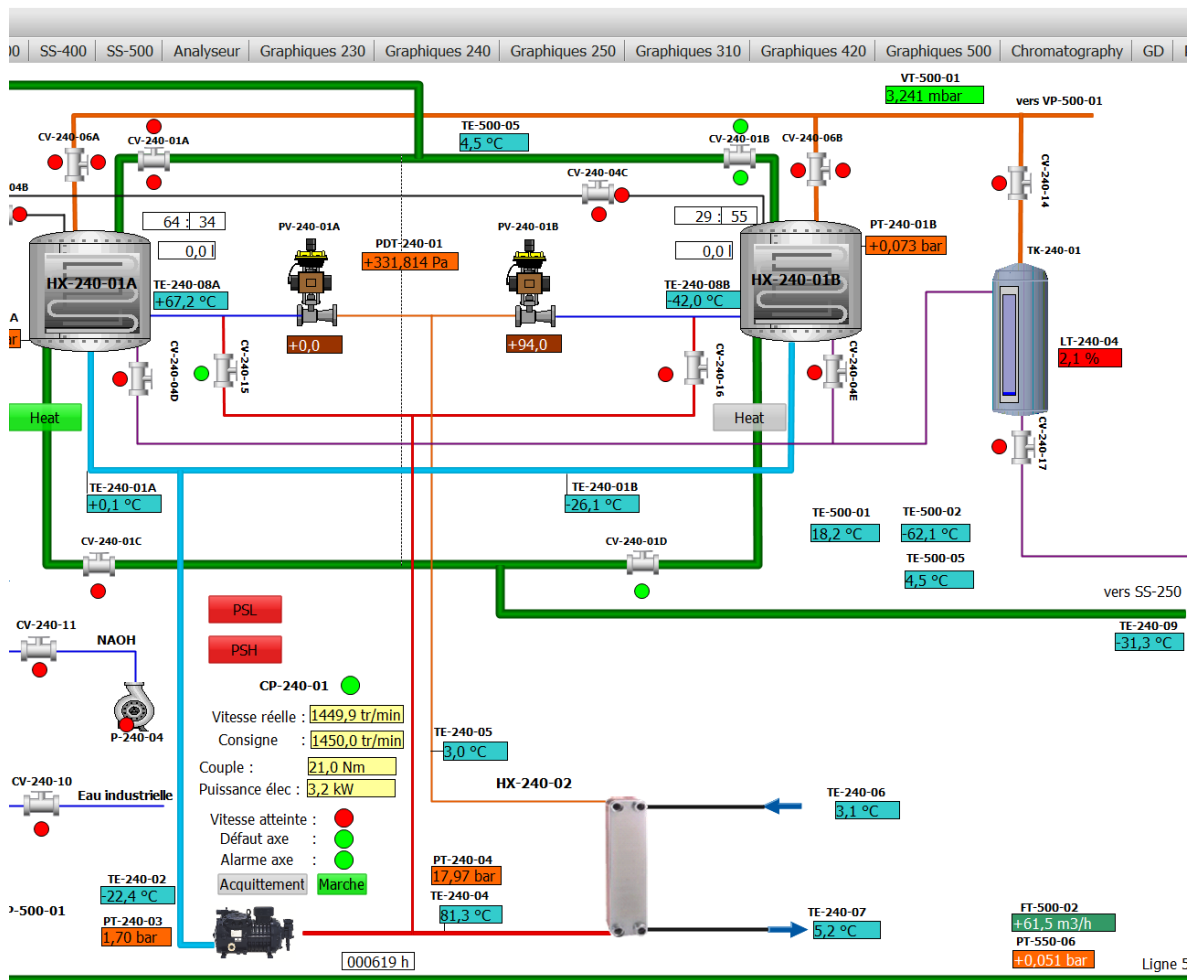 00 SS-400 SS-500 Analyseur Graphiques 230 Graphiques 240 Graphiques 250 Graphiques 310 Graphiques 420 Graphiques 500 Chromatography GD
VT-500-01
3,241 mbar
vers VP-500-01
CV-240-06A
CV-240-01A
TE-500-05
4,5 °C
CV-240-01B
CV-240-06B
CV-240-14
04B
CV-240-04C
64 : 34
0,0 l
PV-240-01A
PDT-240-01
+331,814 Pa
PV-240-01B
29 : 55
0,0 l
PT-240-01B
+0,073 bar
TK-240-01
HX-240-01A
TE-240-08A
+67,2 °C
TE-240-08B
-42,0 °C
HX-240-01B
A
ar
+0,0
+94,0
LT-240-04
2,1 %
CV-240-04D
CV-240-15
CV-240-16
CV-240-04E
CV-240-17
Heat
Heat
TE-240-01A
+0,1 °C
TE-240-01B
-26,1 °C
TE-500-01
18,2 °C
TE-500-02
-62,1 °C
CV-240-01C
CV-240-01D
TE-500-05
4,5 °C
vers SS-250
PSL
CV-240-11
NAOH
PSH
TE-240-09
-31,3 °C
CP-240-01
Vitesse réelle : 1449,9 tr/min
P-240-04
Consigne : 1450,0 tr/min
TE-240-05
3,0 °C
Couple : 21,0 Nm
Puissance élec : 3,2 kW
HX-240-02
CV-240-10
Eau industrielle
TE-240-06
3,1 °C
Vitesse atteinte :
Défaut axe :
Alarme axe :
PT-240-04
17,97 bar
TE-240-02
-22,4 °C
Acquittement Marche
TE-240-04
81,3 °C
P-500-01
PT-240-03
1,70 bar
TE-240-07
5,2 °C
FT-500-02
+61,5 m3/h
PT-550-06
+0,051 bar
000619 h
Ligne 5